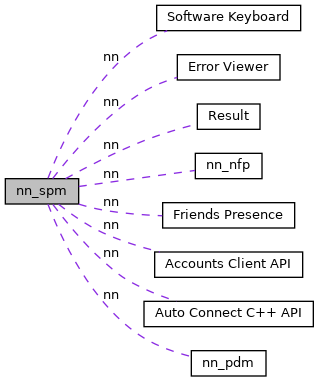 Software Keyboard
nn
Error Viewer
nn
Result
nn
nn_nfp
nn
nn_spm
nn
Friends Presence
nn
Accounts Client API
nn
Auto Connect C++ API
nn
nn_pdm